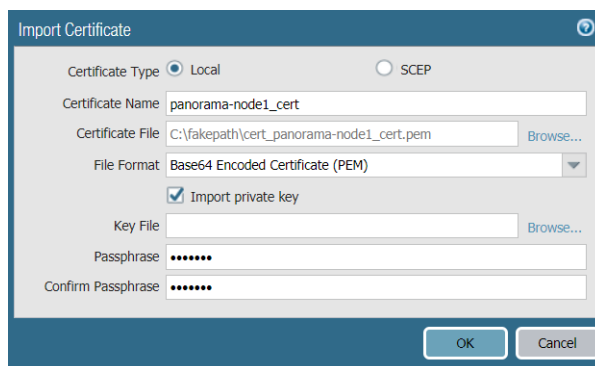 Import Certificate
Certificate Type Local SCEP
Certificate Name panorama-node1_cert
Certificate File C:\fakepath\cert_panorama-node1_cert.pem Browse...
File Format Base64 Encoded Certificate (PEM)
Import private key
Key File Browse...
Passphrase •••••••
Confirm Passphrase •••••••
OK Cancel